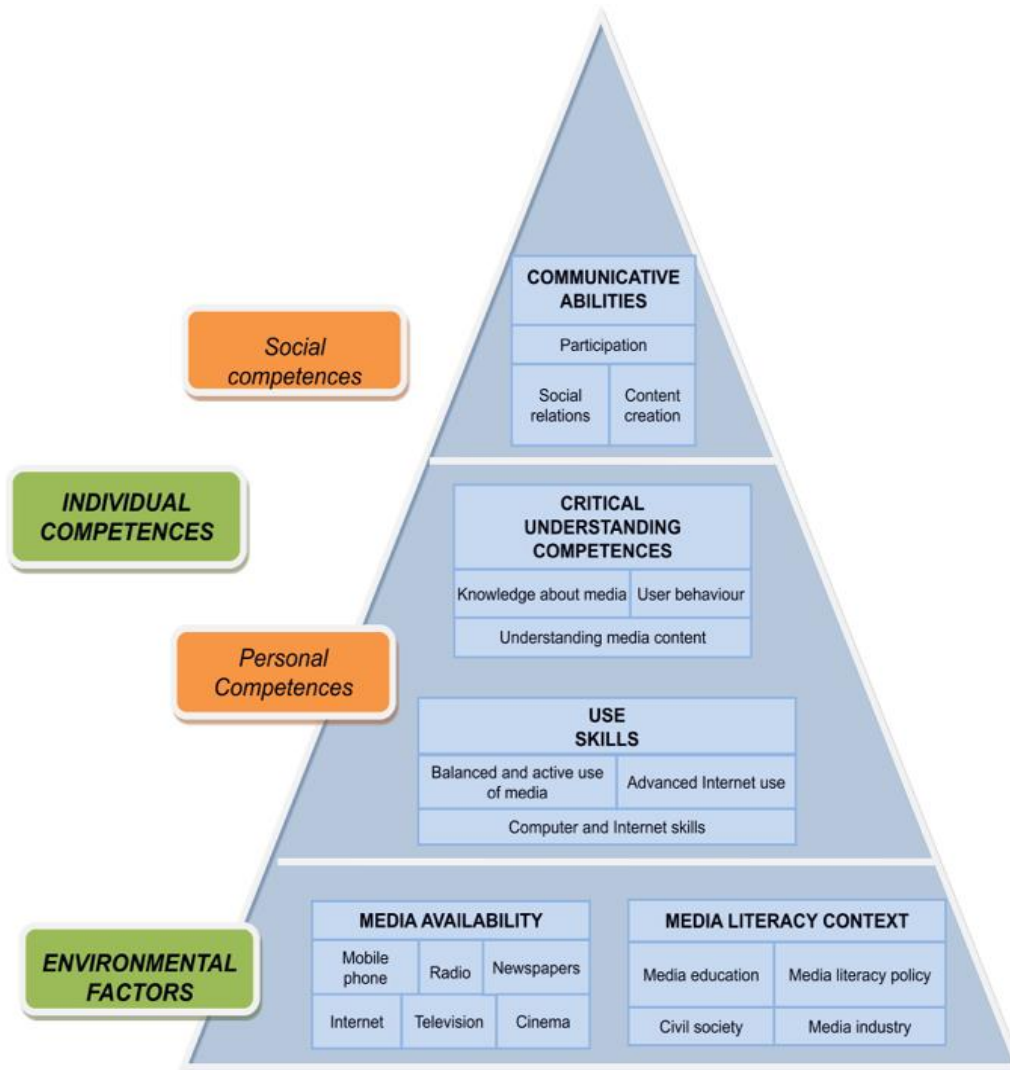 COMMUNICATIVE
ABILITIES
Participation
Social
relations
Content
creation
Social
competences
INDIVIDUAL
COMPETENCES
CRITICAL
UNDERSTANDING
COMPETENCES
Knowledge about media
User behaviour
Understanding media content
Personal
Competences
USE
SKILLS
Balanced and active use
of media
Advanced Internet use
Computer and Internet skills
ENVIRONMENTAL
FACTORS
MEDIA AVAILABILITY
Mobile
phone
Radio
Newspapers
Internet
Television
Cinema
MEDIA LITERACY CONTEXT
Media education
Media literacy policy
Civil society
Media industry